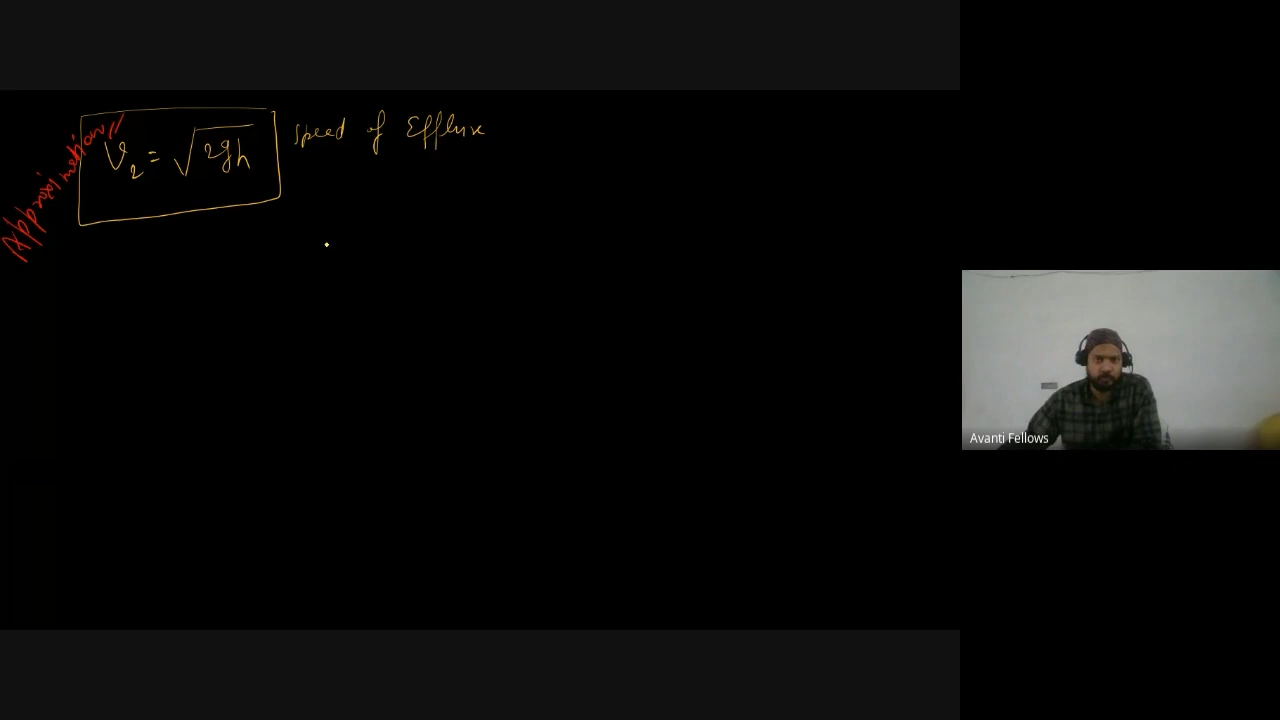 Approximation
V₂ = √2gh
Speed of Efflux
Avanti Fellows